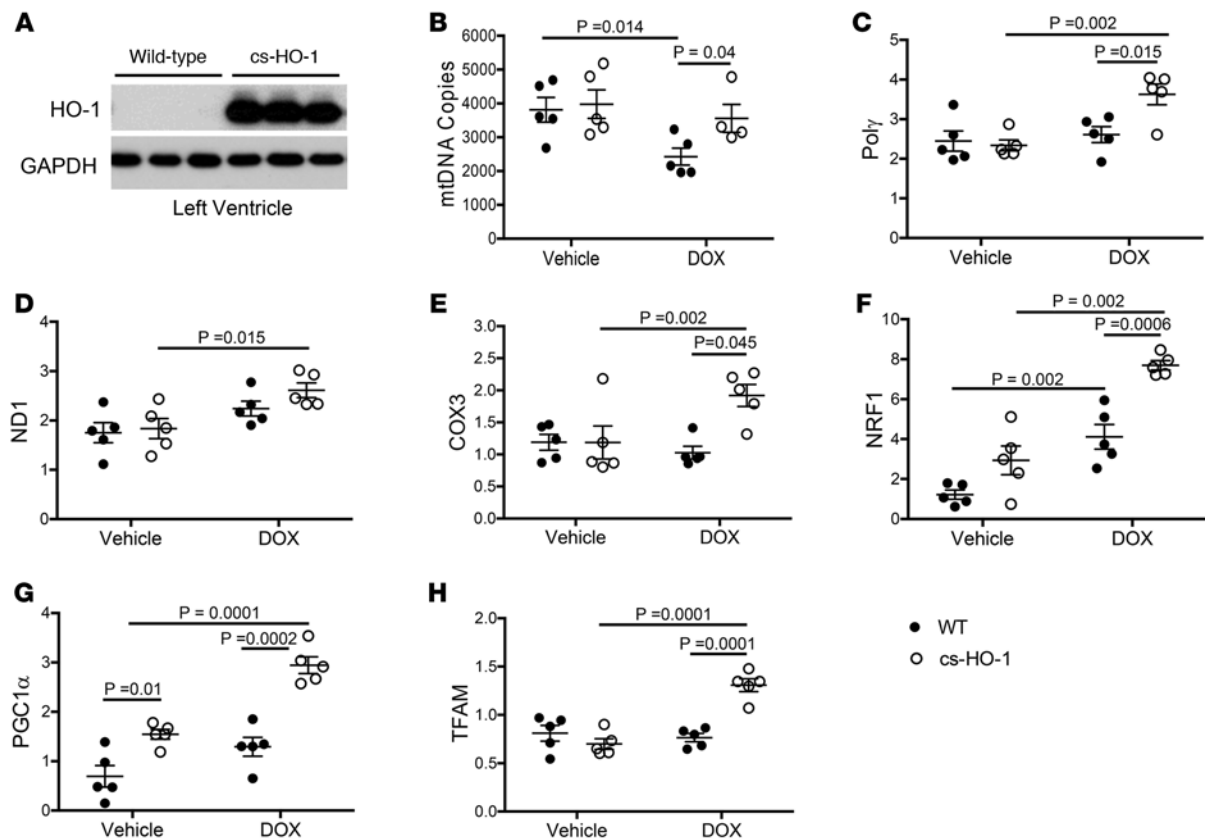 A
Wild-type cs-HO-1
HO-1
GAPDH
Left Ventricle
B
P =0.014
P = 0.04
mtDNA Copies
6000
5000
4000
3000
2000
1000
0
Vehicle DOX
C
P =0.002
P =0.015
Polγ
5
4
3
2
1
0
Vehicle DOX
D
P =0.015
ND1
4
3
2
1
0
Vehicle DOX
E
P =0.002
P=0.045
COX3
3.0
2.5
2.0
1.5
1.0
0.5
0.0
Vehicle DOX
F
P = 0.002
P=0.0006
P = 0.002
NRF1
10
8
6
4
2
0
Vehicle DOX
G
P = 0.0001
P =0.0002
P =0.01
PGC1α
4
3
2
1
0
Vehicle DOX
H
P =0.0001
P =0.0001
TFAM
2.0
1.5
1.0
0.5
0.0
Vehicle DOX
WT
cs-HO-1